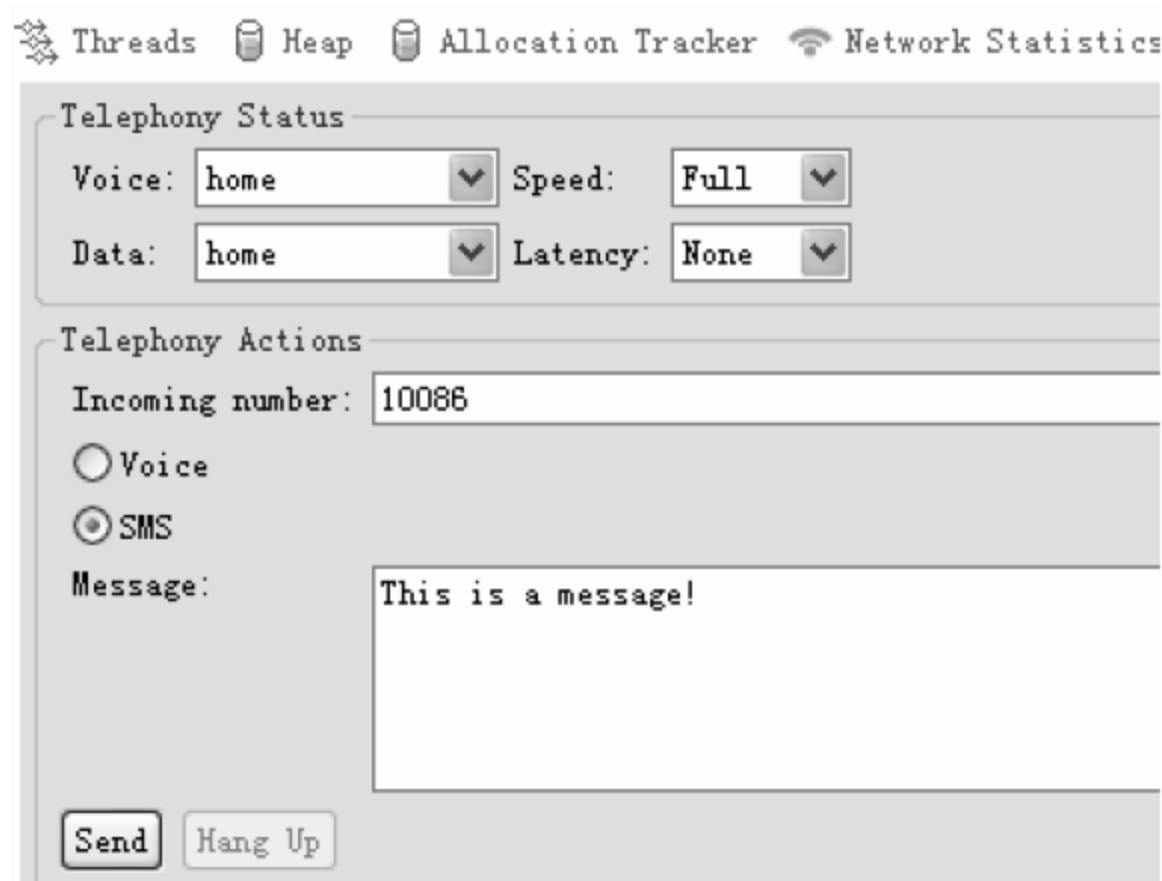 Threads Heap Allocation Tracker Network Statistics
Telephony Status
Voice: home Speed: Full
Data: home Latency: None
Telephony Actions
Incoming number: 10086
Voice
SMS
Message: This is a message!
Send Hang Up